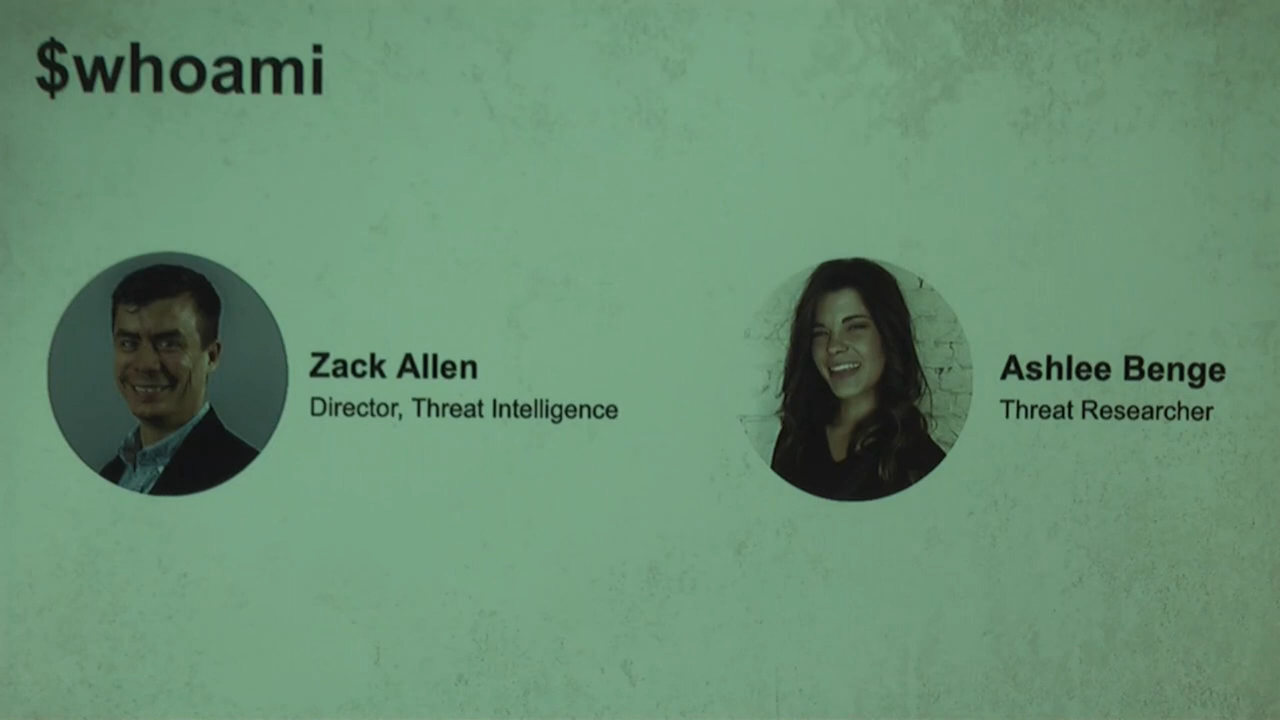 $whoami
Zack Allen
Director, Threat Intelligence
Ashlee Benge
Threat Researcher